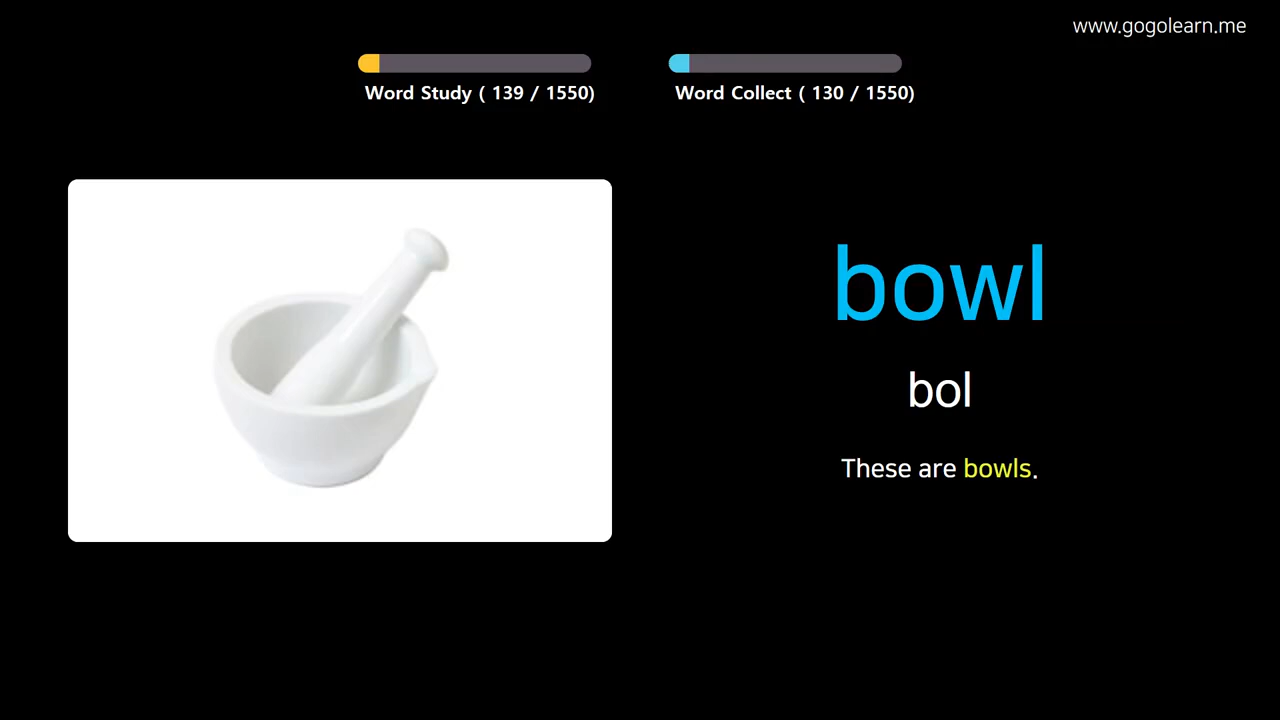 www.gogolearn.me
Word Study ( 139 / 1550)
Word Collect ( 130 / 1550)
bowl
bol
These are bowls.